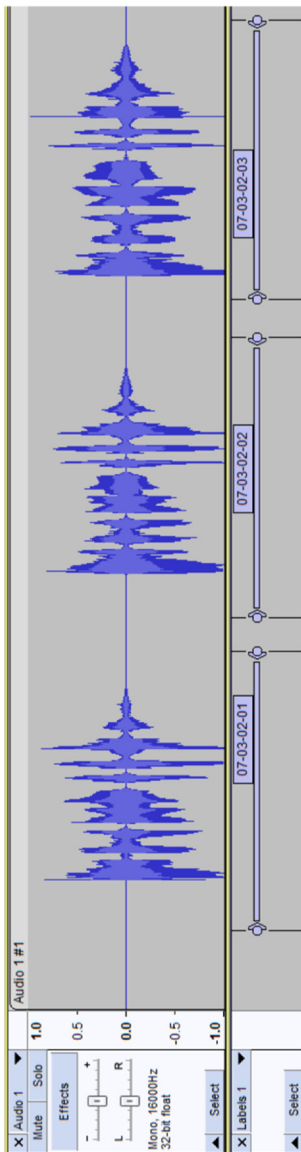 × Audio 1 ▼
Audio 1 #1
Mute Solo
Effects
- +
L R
Mono, 16000Hz
32-bit float
▲ Select
1.0
0.5
0.0
-0.5
-1.0
× Labels 1 ▼
▲ Select
07-03-02-01
07-03-02-02
07-03-02-03